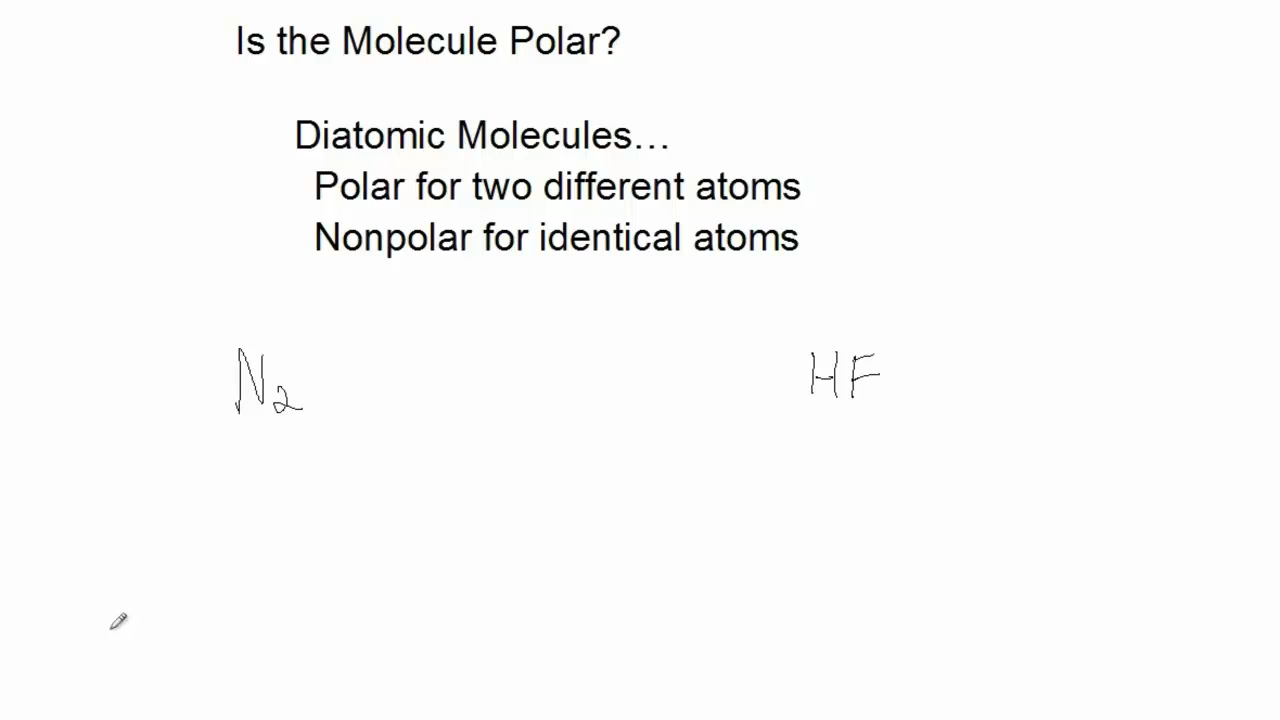 Is the Molecule Polar?
Diatomic Molecules…
Polar for two different atoms
Nonpolar for identical atoms
N₂ HF